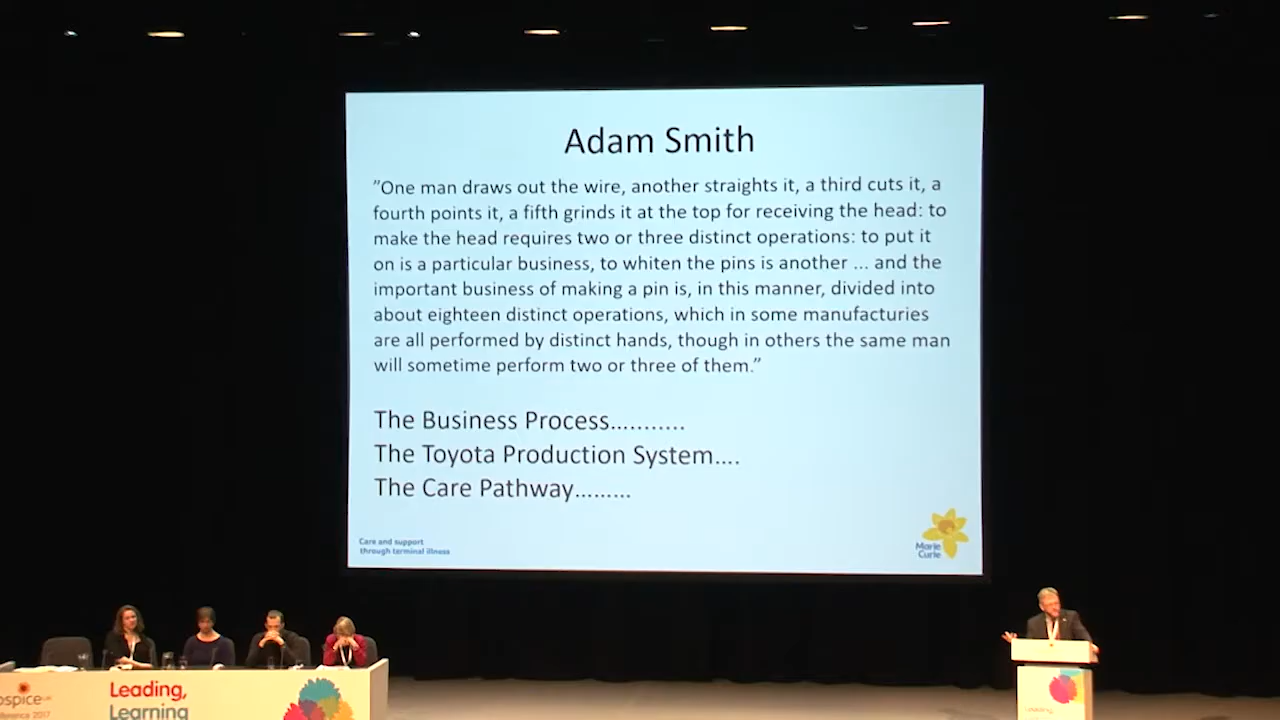 Adam Smith
"One man draws out the wire, another straights it, a third cuts it, a
fourth points it, a fifth grinds it at the top for receiving the head: to
make the head requires two or three distinct operations: to put it
on is a particular business, to whiten the pins is another ... and the
important business of making a pin is, in this manner, divided into
about eighteen distinct operations, which in some manufacturies
are all performed by distinct hands, though in others the same man
will sometime perform two or three of them."
The Business Process...........
The Toyota Production System....
The Care Pathway.........
Care and support
through terminal illness
Marie
Curie
ospice
ference 2017
Leading,
Learning
Leading,